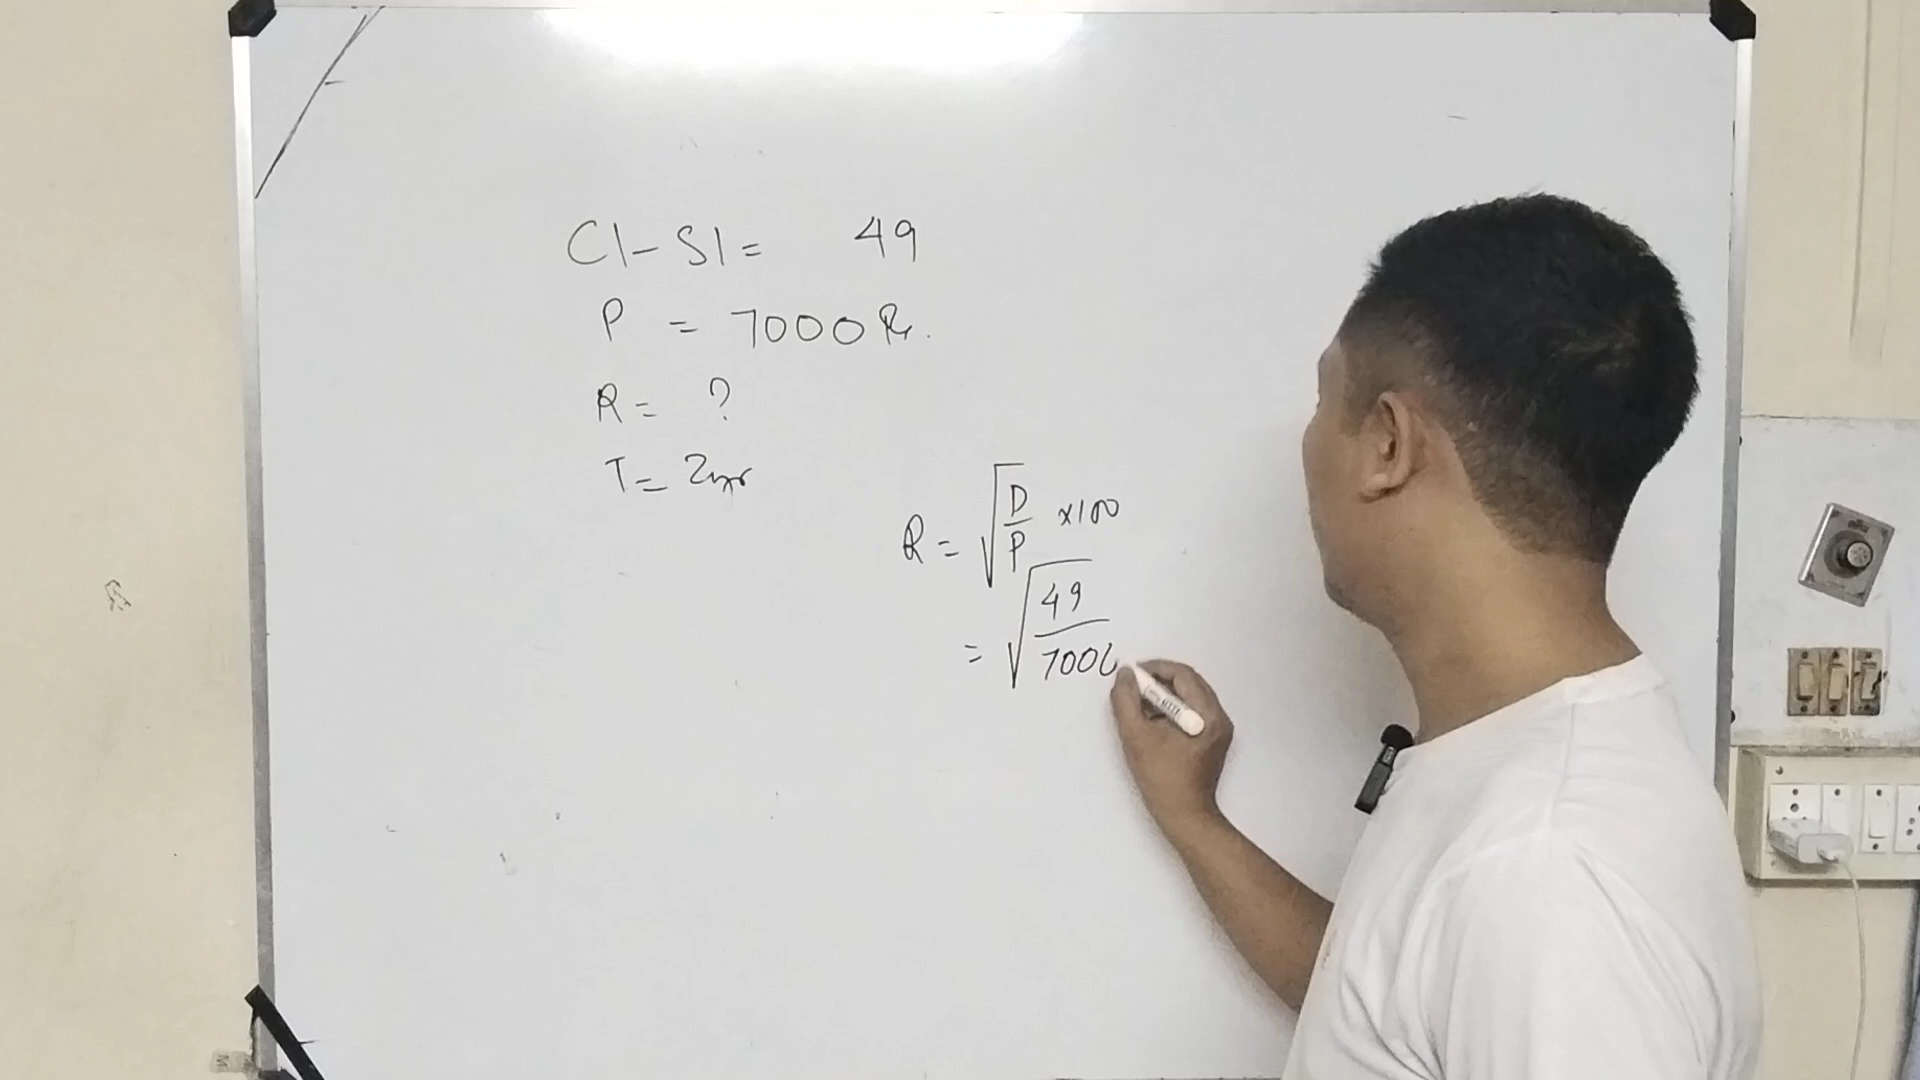 CI-SI = 49
P = 7000 Rs.
R = ?
T = 2yr
R = √D/P ×100
= √49/7000